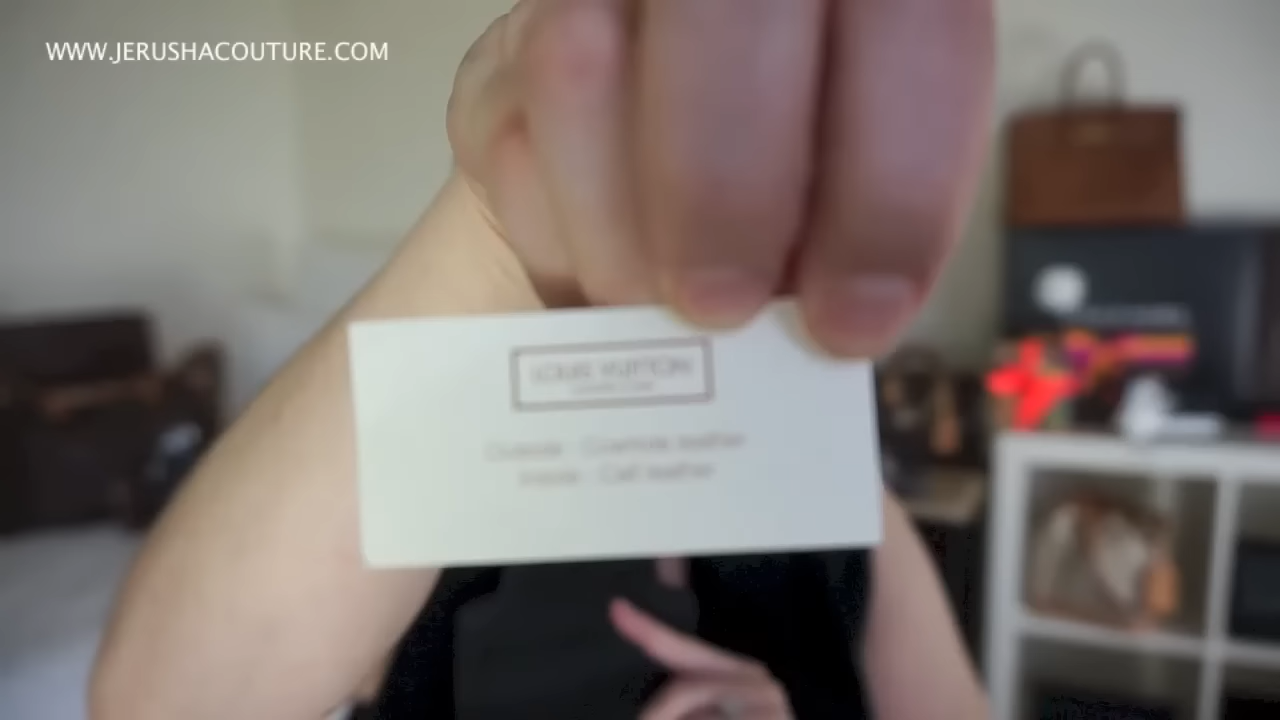 WWW.JERUSHACOUTURE.COM
LOUIS VUITTON
Outside : Cowhide leather
Inside : Calf leather